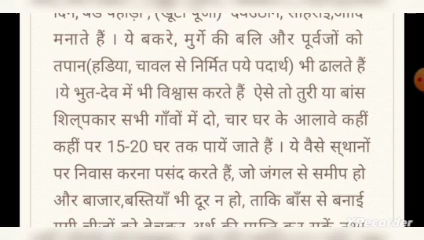 मनाते हैं । ये बकरे, मुर्गे की बलि और पूर्वजों को
तपान(हडिया, चावल से निर्मित पये पदार्थ) भी ढालते हैं
।ये भुत-देव में भी विश्वास करते हैं  ऐसे तो तुरी या बांस
शिल्पकार सभी गाँवों में दो, चार घर के आलावे कहीं
कहीं पर 15-20 घर तक पायें जाते हैं । ये वैसे स्थानों
पर निवास करना पसंद करते हैं, जो जंगल से समीप हो
और बाजार,बस्तियाँ भी दूर न हो, ताकि बाँस से बनाई